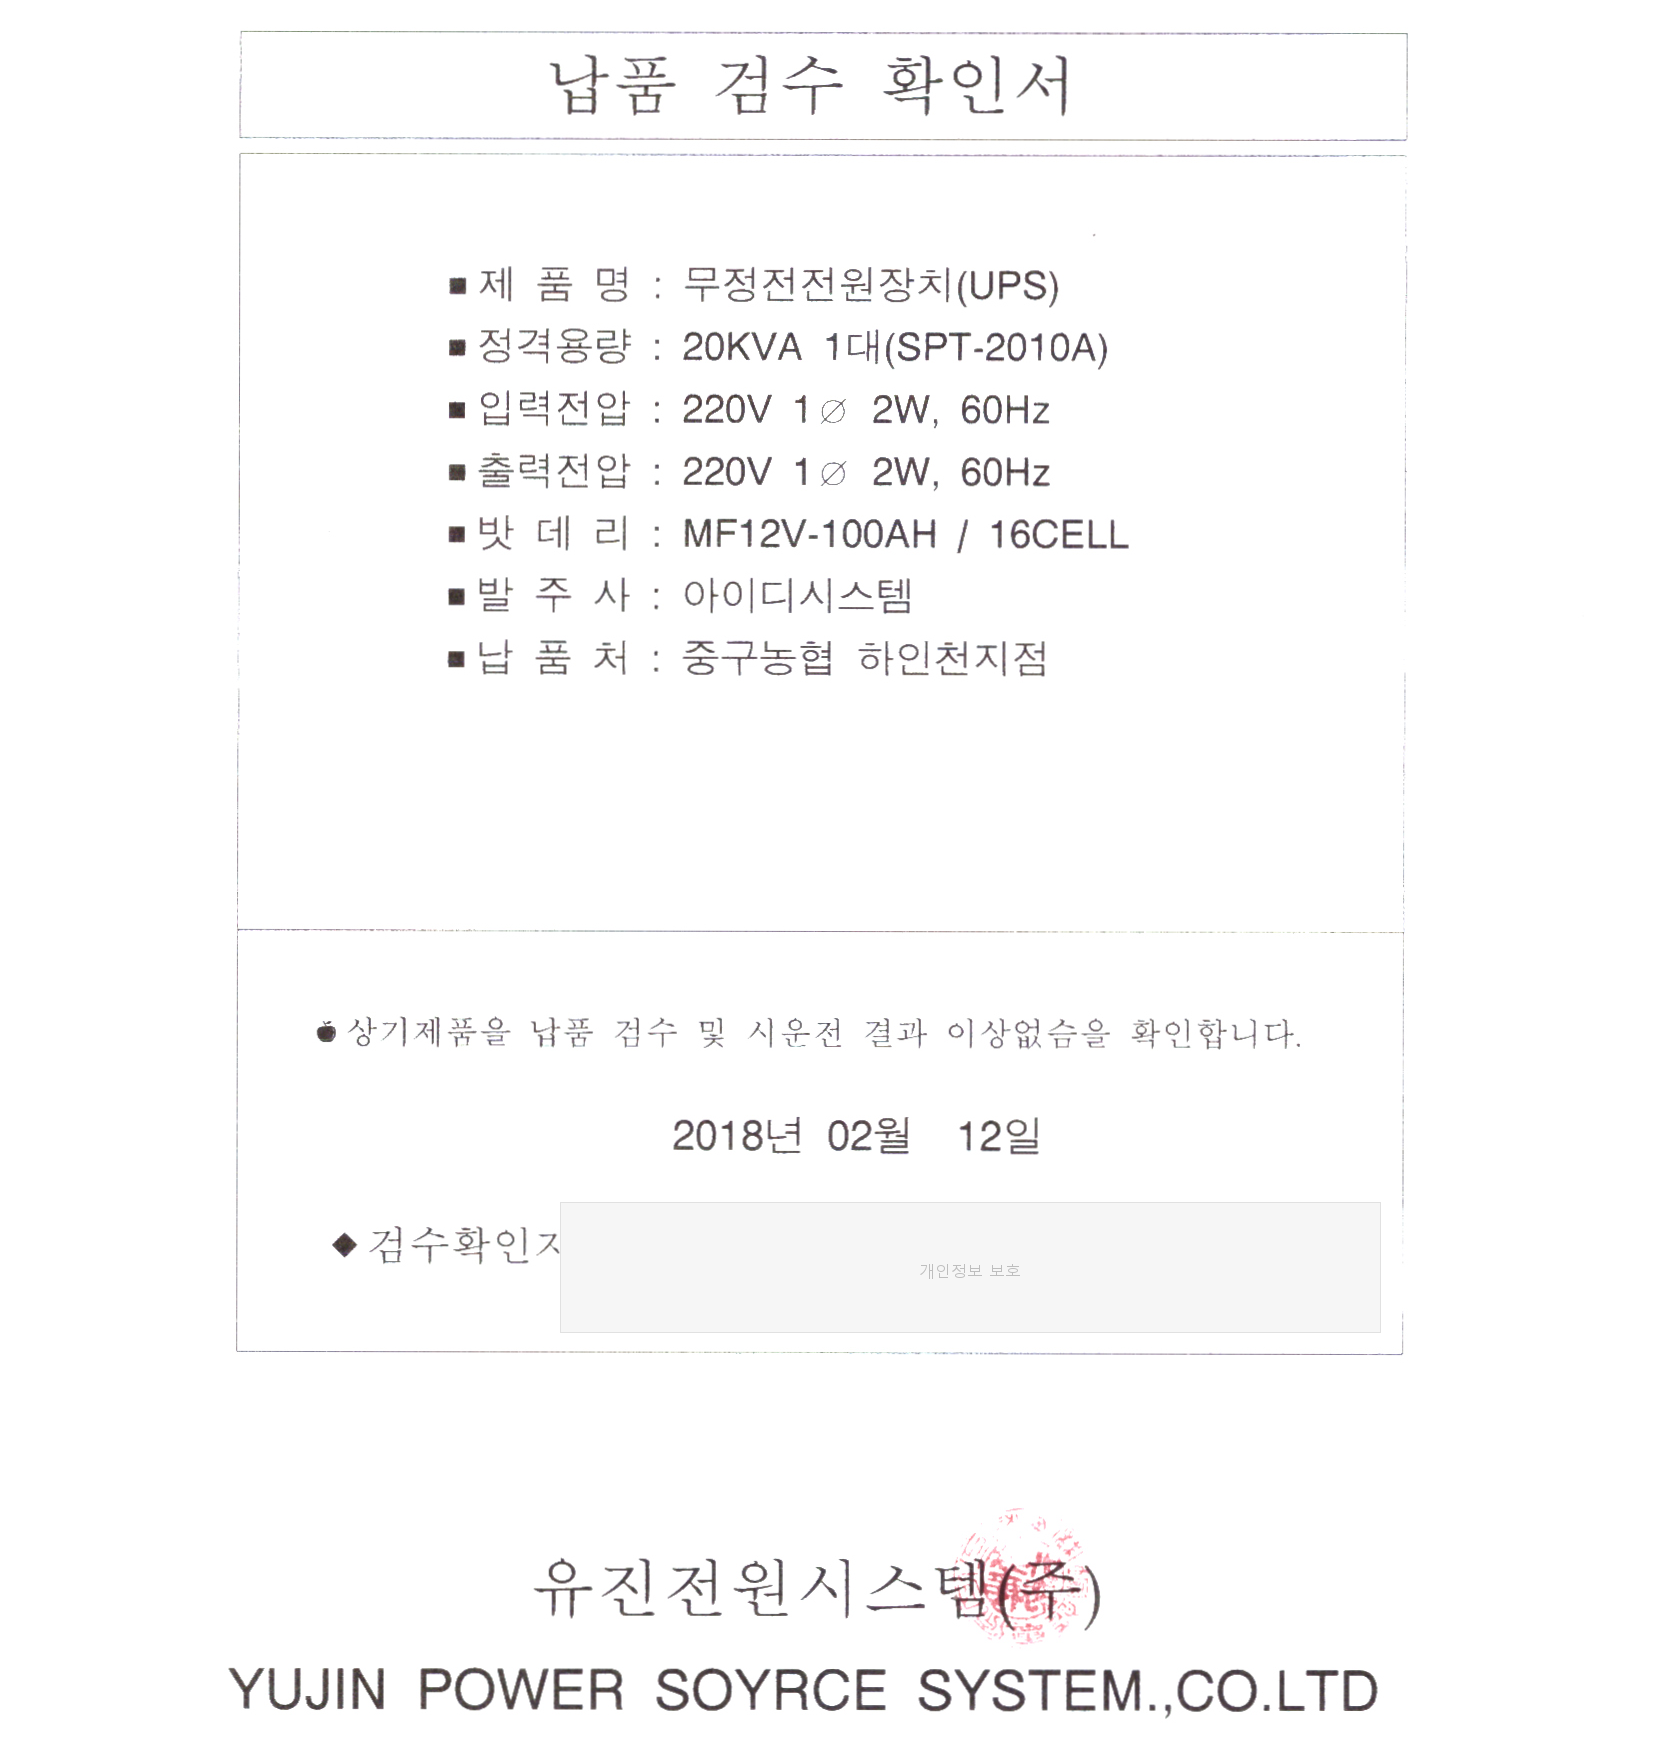 납품 검수 확인서
■ 제 품 명 : 무정전전원장치(UPS)
■ 정격용량 : 20KVA 1대(SPT-2010A)
■ 입력전압 : 220V 1∅ 2W, 60Hz
■ 출력전압 : 220V 1∅ 2W, 60Hz
■ 밧 데 리 : MF12V-100AH / 16CELL
■ 발 주 사 : 아이디시스템
■ 납 품 처 : 중구농협 하인천지점
상기제품을 납품 검수 및 시운전 결과 이상없슴을 확인합니다.
2018년 02월 12일
◆ 검수확인자
개인정보 보호
유진전원시스템(주)
YUJIN POWER SOYRCE SYSTEM.,CO.LTD